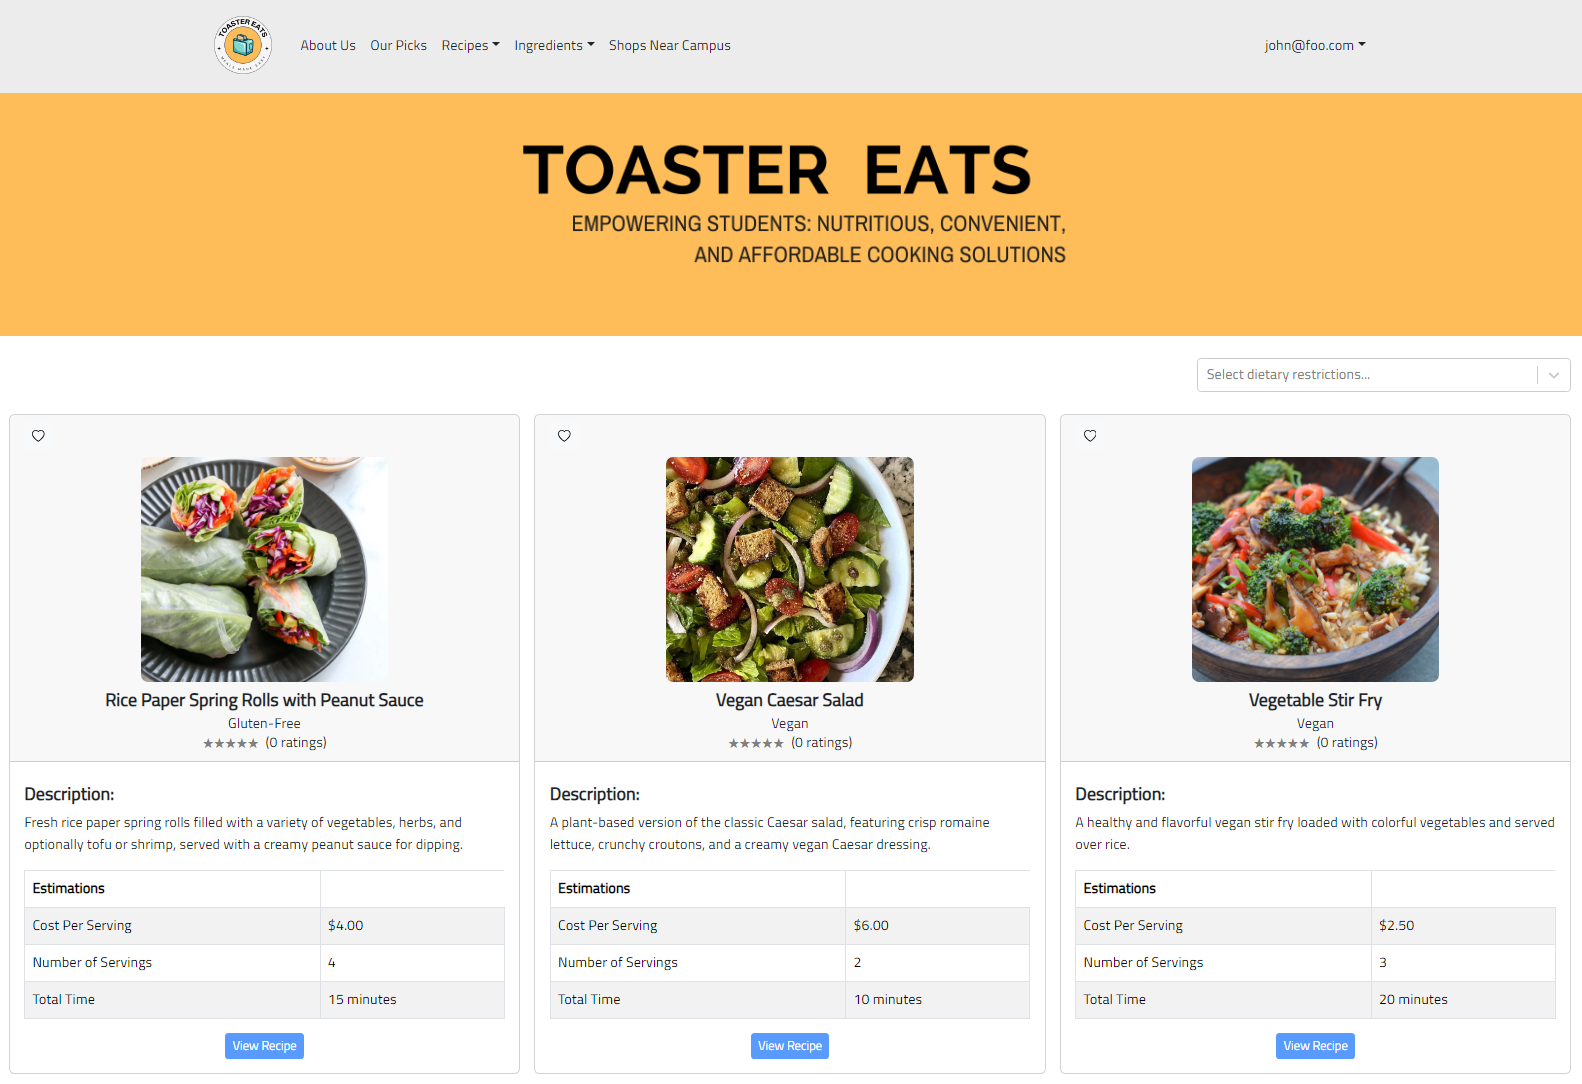 TOASTER EATS
MEALS MADE EASY
About Us
Our Picks
Recipes
Ingredients
Shops Near Campus
john@foo.com
TOASTER EATS
EMPOWERING STUDENTS: NUTRITIOUS, CONVENIENT,
AND AFFORDABLE COOKING SOLUTIONS
Select dietary restrictions...
Rice Paper Spring Rolls with Peanut Sauce
Gluten-Free
★★★★★ (0 ratings)
Description:
Fresh rice paper spring rolls filled with a variety of vegetables, herbs, and
optionally tofu or shrimp, served with a creamy peanut sauce for dipping.
Estimations
Cost Per Serving $4.00
Number of Servings 4
Total Time 15 minutes
View Recipe
Vegan Caesar Salad
Vegan
★★★★★ (0 ratings)
Description:
A plant-based version of the classic Caesar salad, featuring crisp romaine
lettuce, crunchy croutons, and a creamy vegan Caesar dressing.
Estimations
Cost Per Serving $6.00
Number of Servings 2
Total Time 10 minutes
View Recipe
Vegetable Stir Fry
Vegan
★★★★★ (0 ratings)
Description:
A healthy and flavorful vegan stir fry loaded with colorful vegetables and served
over rice.
Estimations
Cost Per Serving $2.50
Number of Servings 3
Total Time 20 minutes
View Recipe